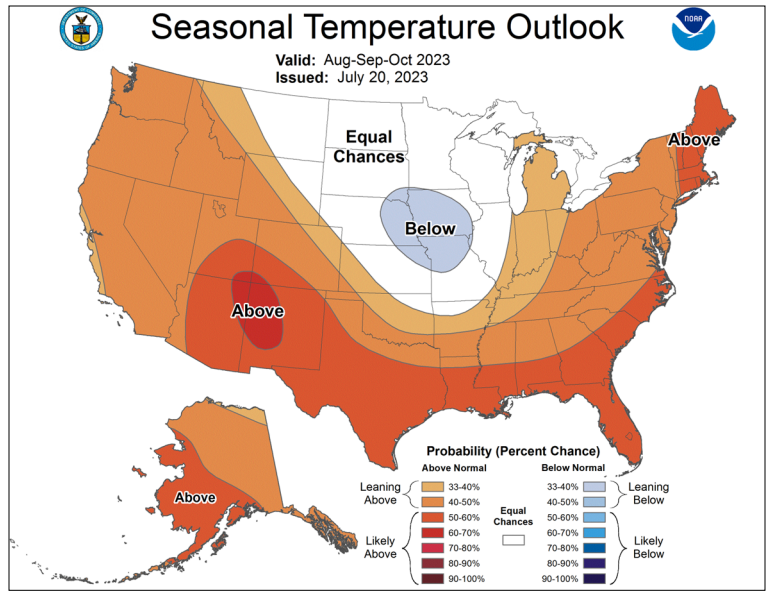 Seasonal Temperature Outlook
NOAA
Valid: Aug-Sep-Oct 2023
Issued: July 20, 2023
Equal
Chances
Above
Below
Above
Above
Probability (Percent Chance)
Above Normal
Below Normal
Leaning
Above
33-40%
40-50%
Likely
Above
50-60%
60-70%
70-80%
80-90%
90-100%
Equal
Chances
33-40%
40-50%
Leaning
Below
50-60%
60-70%
70-80%
80-90%
90-100%
Likely
Below